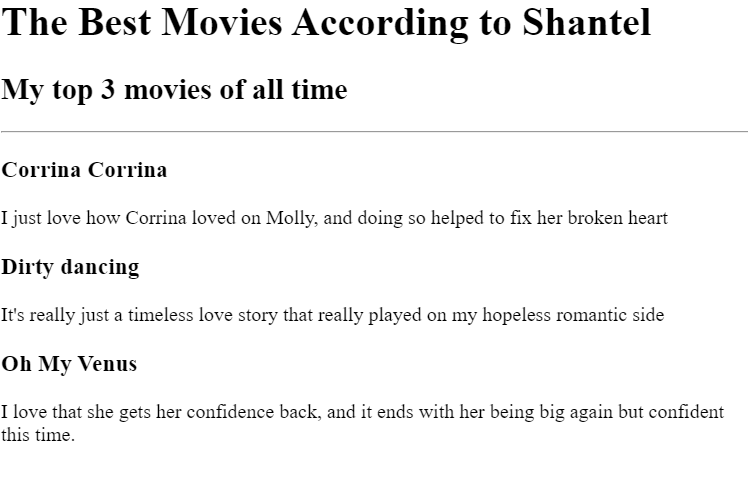 The Best Movies According to Shantel
My top 3 movies of all time
Corrina Corrina
I just love how Corrina loved on Molly, and doing so helped to fix her broken heart
Dirty dancing
It's really just a timeless love story that really played on my hopeless romantic side
Oh My Venus
I love that she gets her confidence back, and it ends with her being big again but confident
this time.